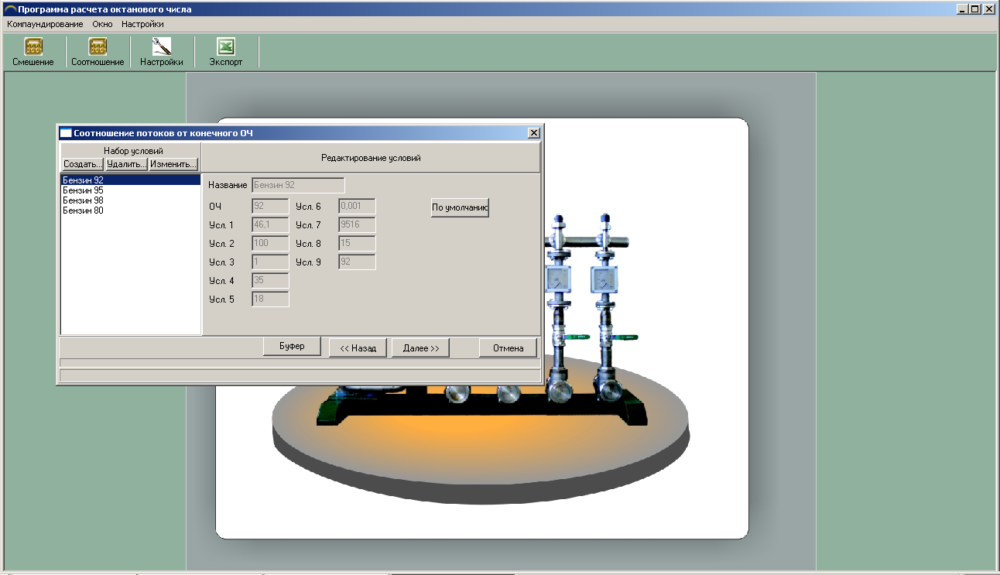 Программа расчета октанового числа
Компаундирование Окно Настройки
Смешение Соотношение Настройки Экспорт
Соотношение потоков от конечного ОЧ
Набор условий
Создать... Удалить... Изменить...
Редактирование условий
Бензин 92
Бензин 95
Бензин 98
Бензин 80
Название Бензин 92
ОЧ 92 Усл. 6 0,001 По умолчанию
Усл. 1 46,1 Усл. 7 9516
Усл. 2 100 Усл. 8 15
Усл. 3 1 Усл. 9 92
Усл. 4 35
Усл. 5 18
Буфер << Назад Далее >> Отмена